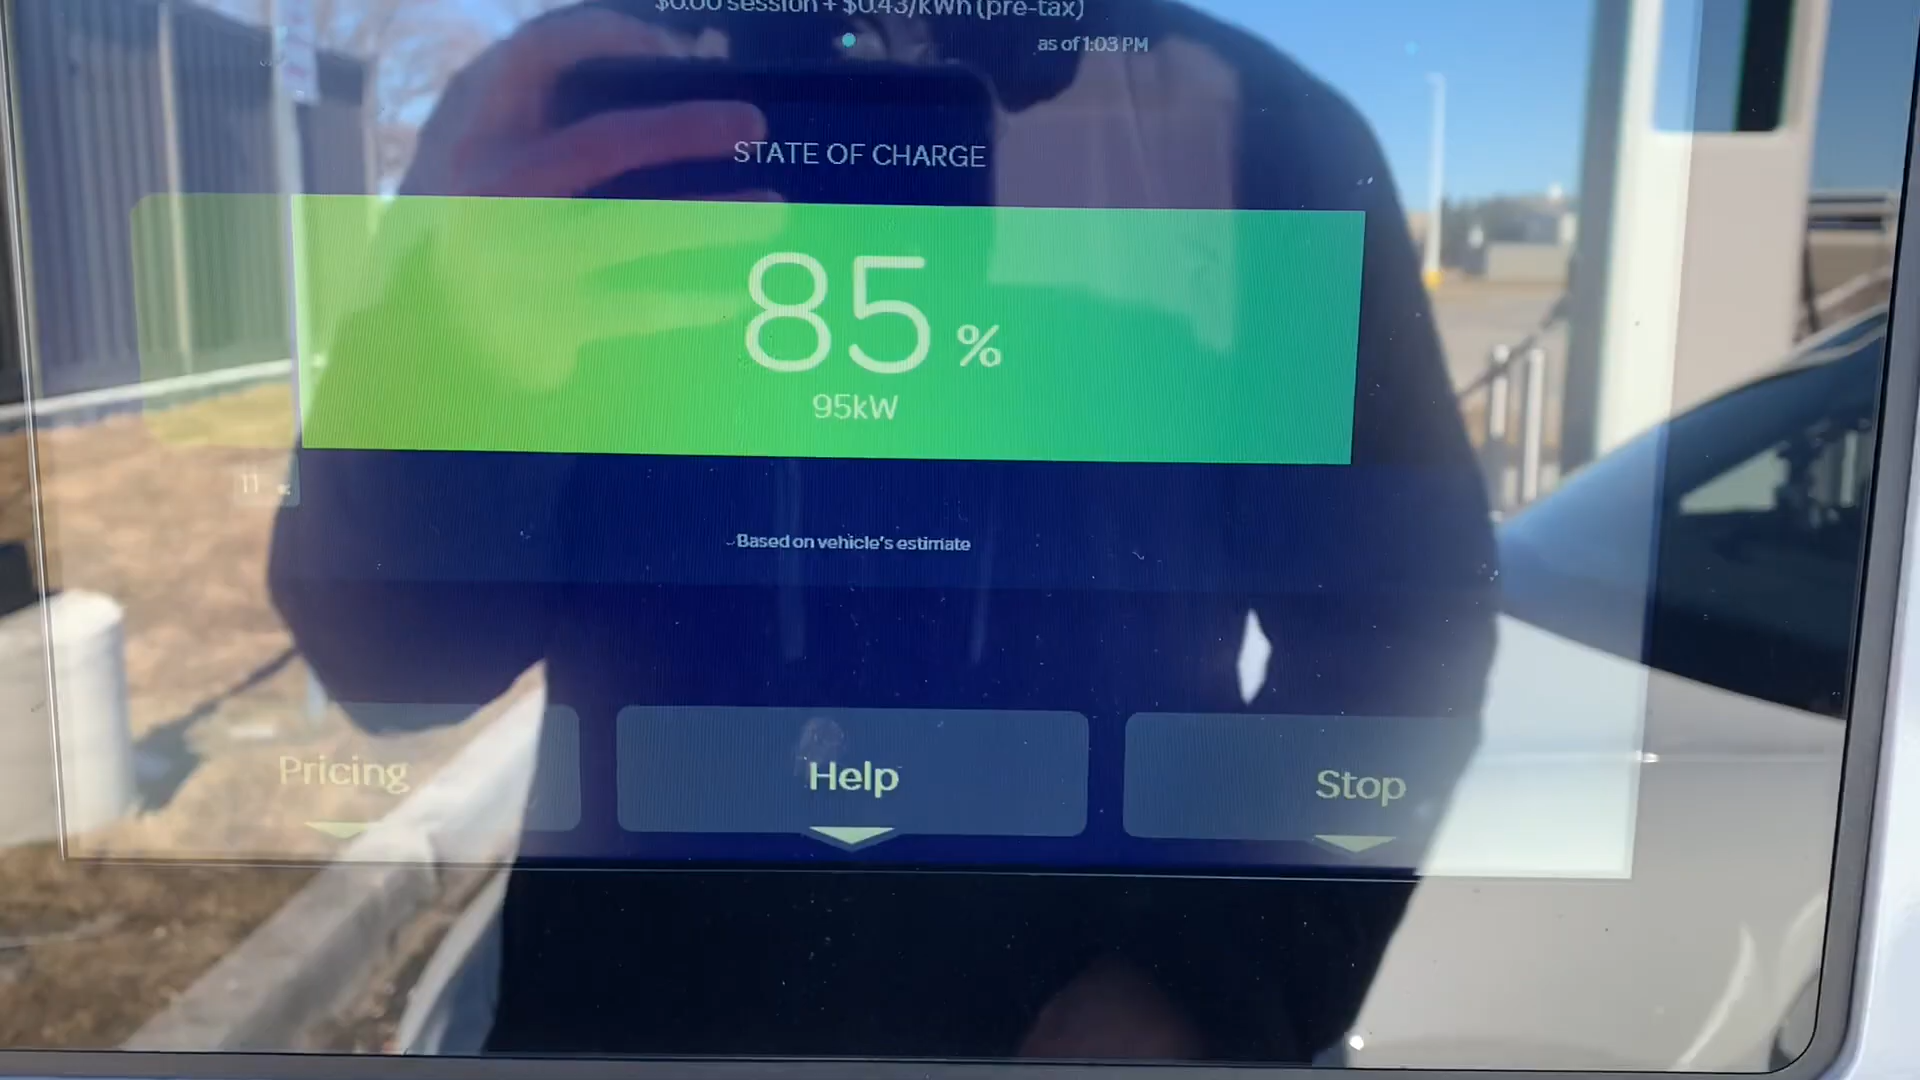 $0.00 session + $0.43/kWh (pre-tax)
as of 1:03 PM
STATE OF CHARGE
85 %
95kW
11 %
Based on vehicle's estimate
Pricing
Help
Stop